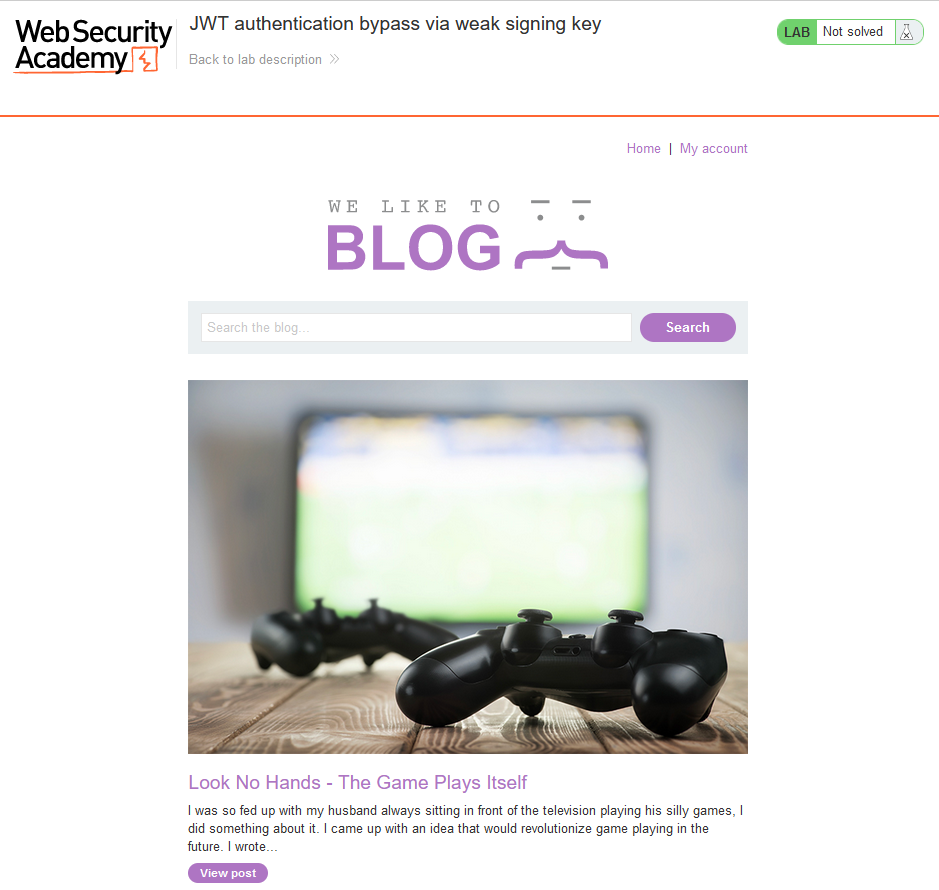 Web Security
Academy
JWT authentication bypass via weak signing key
Back to lab description
LAB Not solved
Home | My account
WE LIKE TO
BLOG
Search the blog...
Search
Look No Hands - The Game Plays Itself
I was so fed up with my husband always sitting in front of the television playing his silly games, I
did something about it. I came up with an idea that would revolutionize game playing in the
future. I wrote...
View post